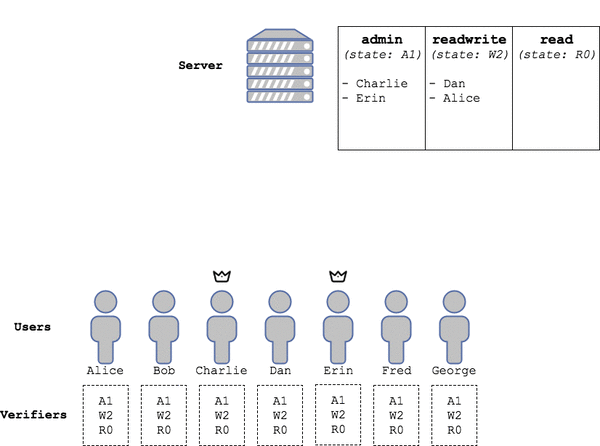 Server
admin readwrite read
(state: A1) (state: W2) (state: R0)
- Charlie - Dan
- Erin - Alice
Users
Alice Bob Charlie Dan Erin Fred George
Verifiers
A1 A1 A1 A1 A1 A1 A1
W2 W2 W2 W2 W2 W2 W2
R0 R0 R0 R0 R0 R0 R0